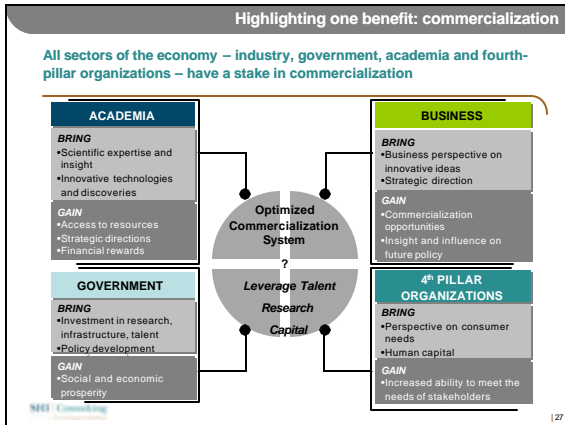 Highlighting one benefit: commercialization
All sectors of the economy – industry, government, academia and fourth-
pillar organizations – have a stake in commercialization
ACADEMIA
BRING
•Scientific expertise and
insight
•Innovative technologies
and discoveries
GAIN
•Access to resources
•Strategic directions
•Financial rewards
BUSINESS
BRING
•Business perspective on
innovative ideas
•Strategic direction
GAIN
•Commercialization
opportunities
•Insight and influence on
future policy
Optimized
Commercialization
System
?
Leverage Talent
Research
Capital
GOVERNMENT
BRING
•Investment in research,
infrastructure, talent
•Policy development
GAIN
•Social and economic
prosperity
4th PILLAR
ORGANIZATIONS
BRING
•Perspective on consumer
needs
•Human capital
GAIN
•Increased ability to meet the
needs of stakeholders
Consulting
| 27